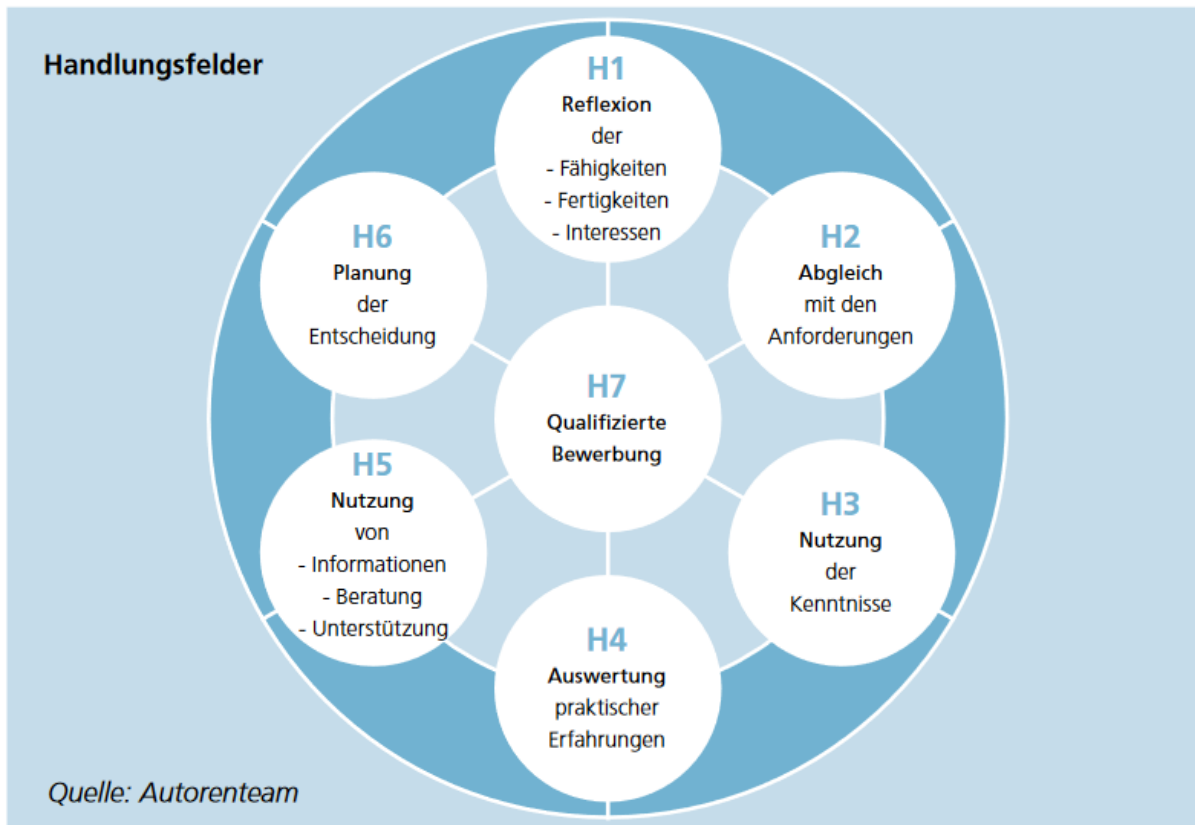 Handlungsfelder
H1
Reflexion
der
- Fähigkeiten
- Fertigkeiten
- Interessen
H2
Abgleich
mit den
Anforderungen
H3
Nutzung
der
Kenntnisse
H4
Auswertung
praktischer
Erfahrungen
H5
Nutzung
von
- Informationen
- Beratung
- Unterstützung
H6
Planung
der
Entscheidung
H7
Qualifizierte
Bewerbung
Quelle: Autorenteam